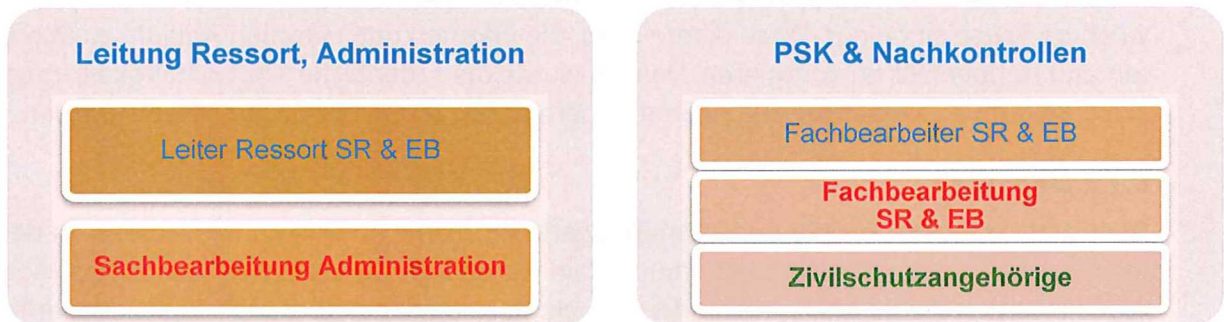 Leitung Ressort, Administration
Leiter Ressort SR & EB
Sachbearbeitung Administration
PSK & Nachkontrollen
Fachbearbeiter SR & EB
Fachbearbeitung
SR & EB
Zivilschutzangehörige